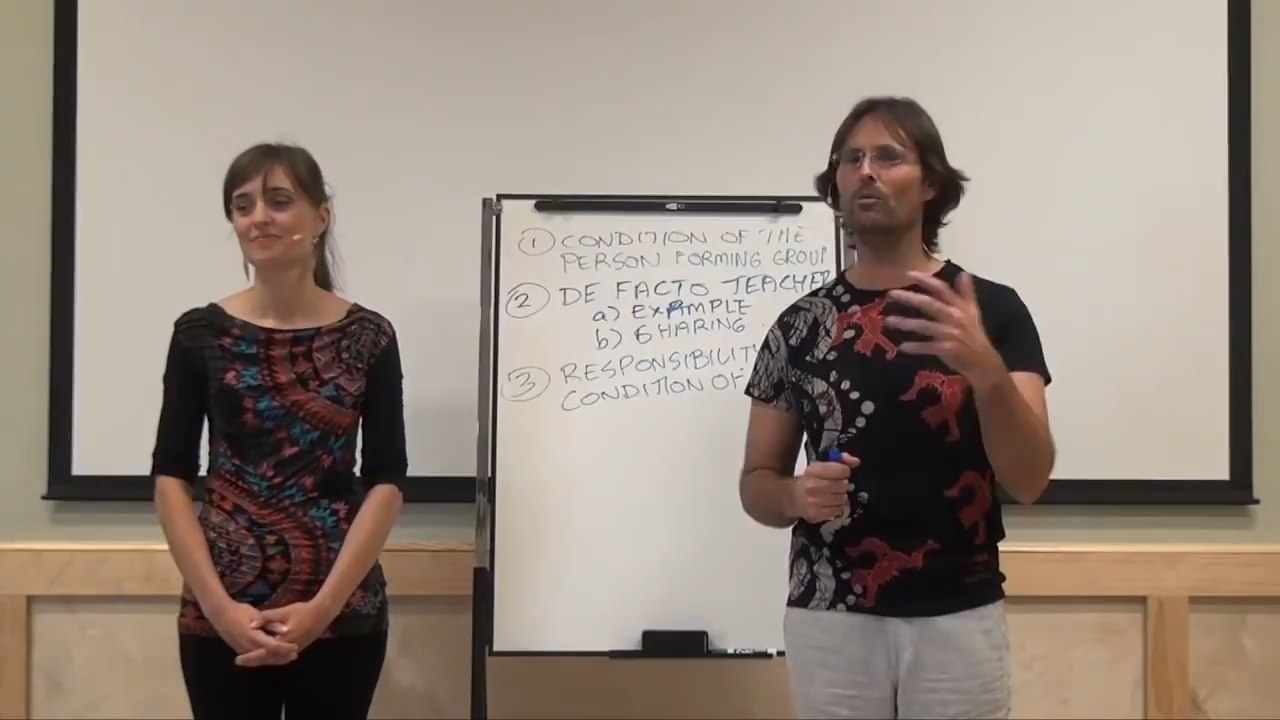 ① CONDITION OF THE
PERSON FORMING GROUP
② DE FACTO TEACHER
a) EXAMPLE
b) SHARING
③ RESPONSIBILITY
CONDITION OF